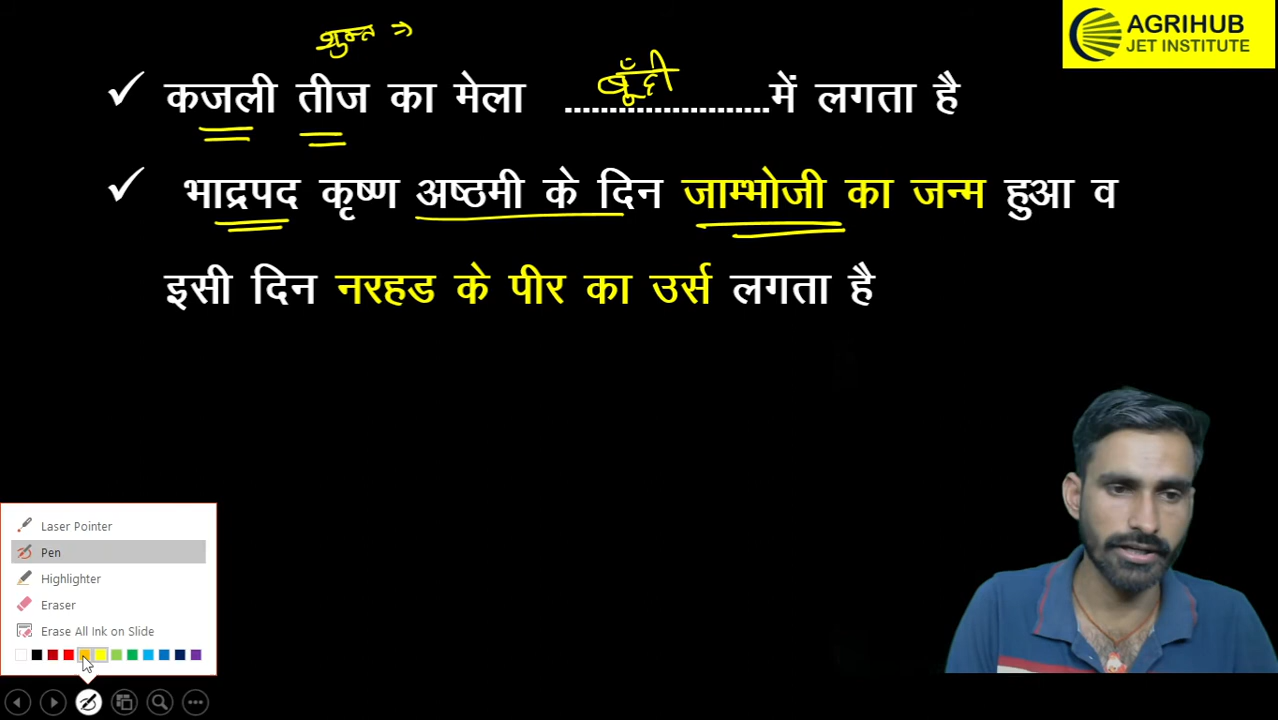 AGRIHUB
JET INSTITUTE
✓ कजली तीज का मेला .......................में लगता है
बूँदी
✓ भाद्रपद कृष्ण अष्ठमी के दिन जाम्भोजी का जन्म हुआ व
इसी दिन नरहड के पीर का उर्स लगता है
Laser Pointer
Pen
Highlighter
Eraser
Erase All Ink on Slide